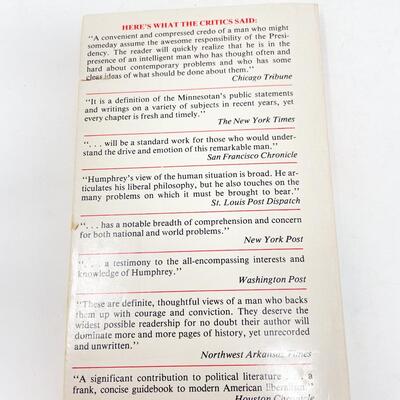 HERE'S WHAT THE CRITICS SAID:
"A convenient and compressed credo of a man who might
someday assume the awesome responsibility of the Presi-
dency. The reader will quickly realize that he is in the
presence of an intelligent man who has thought often and
hard about contemporary problems and who has some
clear ideas of what should be done about them."
Chicago Tribune
"It is a definition of the Minnesotan's public statements
and writings on a variety of subjects in recent years, yet
every chapter is fresh and timely."
The New York Times
". . . will be a standard work for those who would under-
stand the drive and emotion of this remarkable man."
San Francisco Chronicle
"Humphrey's view of the human situation is broad. He ar-
ticulates his liberal philosophy, but he also touches on the
many problems on which it must be brought to bear."
St. Louis Post Dispatch
". . . has a notable breadth of comprehension and concern
for both national and world problems."
New York Post
". . . a testimony to the all-encompassing interests and
knowledge of Humphrey."
Washington Post
"These are definite, thoughtful views of a man who backs
them up with courage and conviction. They deserve the
widest possible readership for no doubt their author will
dominate more and more pages of history, yet unrecorded
and unwritten."
Northwest Arkansas Times
"A significant contribution to political literature . . . a
frank, concise guidebook to modern American liberalism."
Houston Chronicle